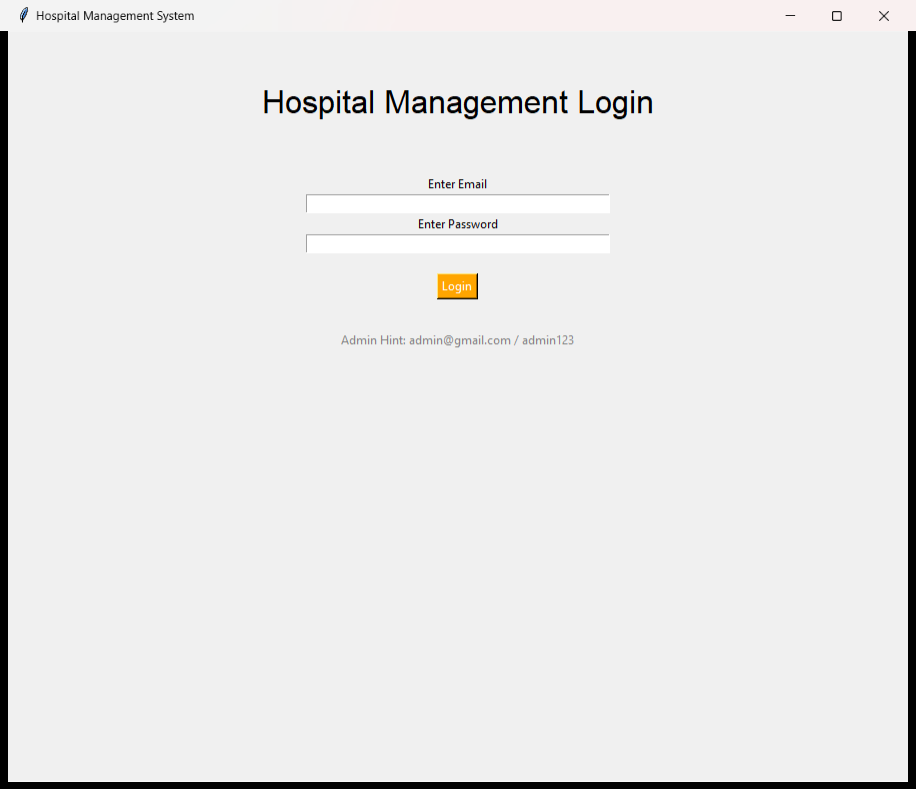 Hospital Management System
Hospital Management Login
Enter Email
Enter Password
Login
Admin Hint: admin@gmail.com / admin123